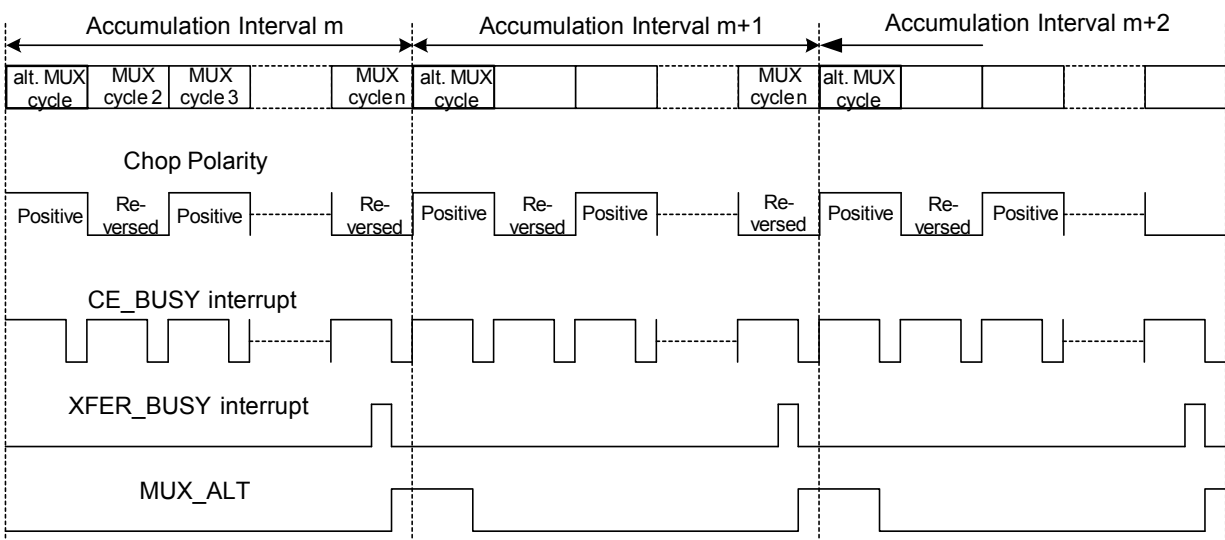 Accumulation Interval m
Accumulation Interval m+1
Accumulation Interval m+2
alt. MUX
cycle
MUX
cycle 2
MUX
cycle 3
MUX
cycle n
alt. MUX
cycle
MUX
cycle n
alt. MUX
cycle
Chop Polarity
Positive
Re-
versed
Positive
Re-
versed
Positive
Re-
versed
Positive
Re-
versed
Positive
Re-
versed
Positive
CE_BUSY interrupt
XFER_BUSY interrupt
MUX_ALT